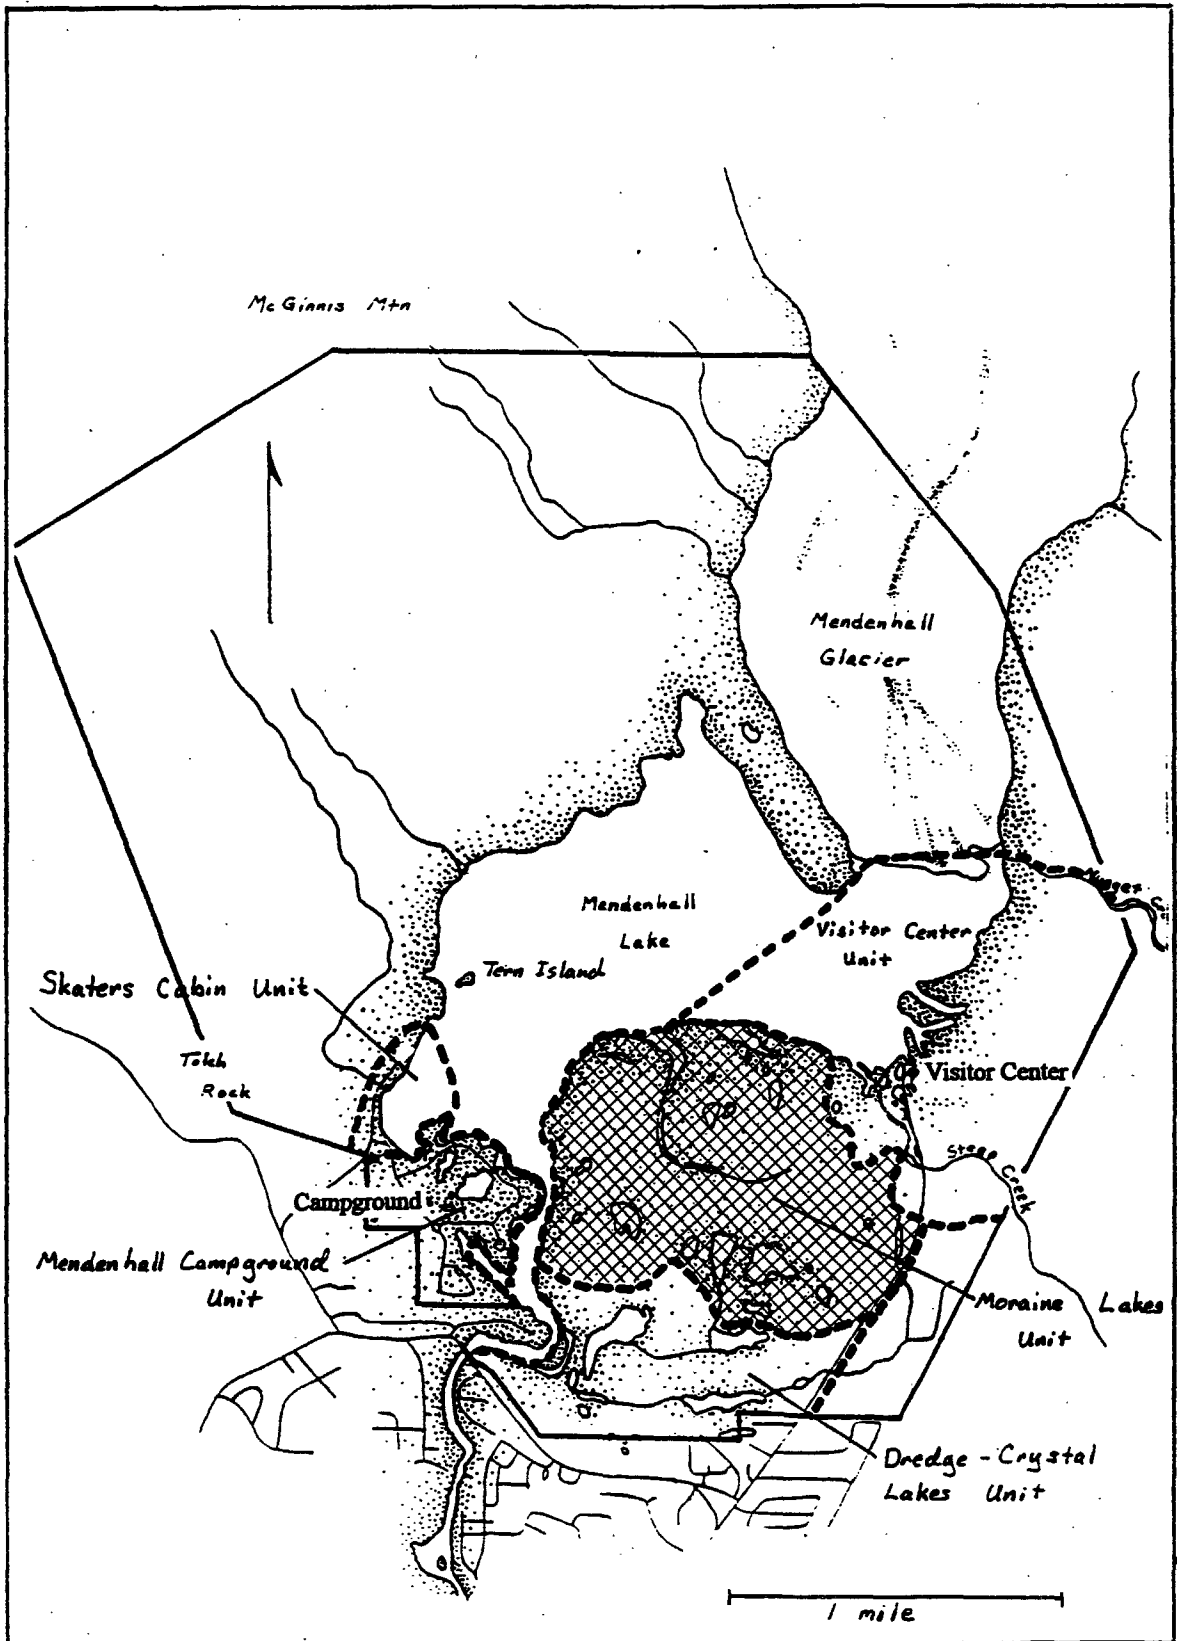 McGinnis Mtn
Mendenhall
Glacier
Nugget
Mendenhall
Lake
Visitor Center
Unit
Tern Island
Skaters Cabin Unit
Rock
Visitor Center
Steep Creek
Campground
Mendenhall Campground
Unit
Moraine Lakes
Unit
Dredge - Crystal
Lakes Unit
1 mile